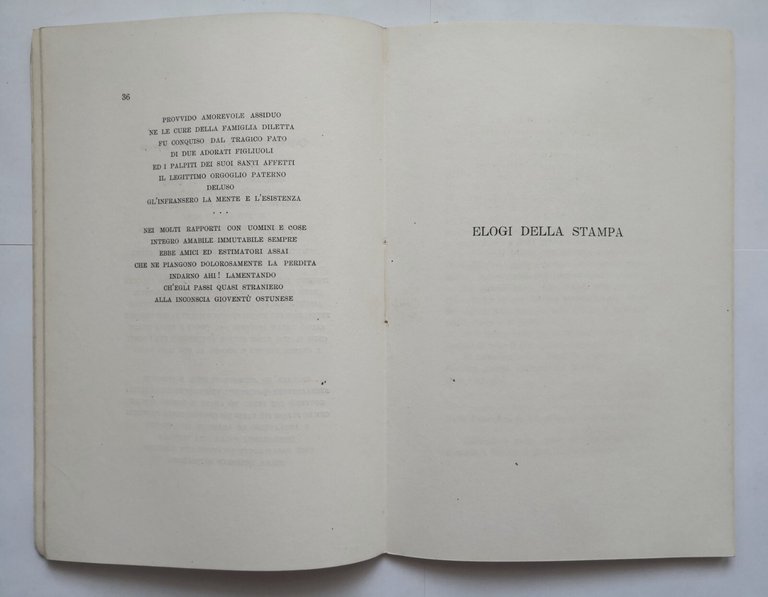 36
PROVVIDO AMOREVOLE ASSIDUO
NE LE CURE DELLA FAMIGLIA DILETTA
FU CONQUISO DAL TRAGICO FATO
DI DUE ADORATI FIGLIUOLI
ED I PALPITI DEI SUOI SANTI AFFETTI
IL LEGITTIMO ORGOGLIO PATERNO
DELUSO
GL'INFRANSERO LA MENTE E L'ESISTENZA
. . .
NEI MOLTI RAPPORTI CON UOMINI E COSE
INTEGRO AMABILE IMMUTABILE SEMPRE
EBBE AMICI ED ESTIMATORI ASSAI
CHE NE PIANGONO DOLOROSAMENTE LA PERDITA
INDARNO AHI! LAMENTANDO
CH'EGLI PASSI QUASI STRANIERO
ALLA INCONSCIA GIOVENTÙ OSTUNESE
ELOGI DELLA STAMPA